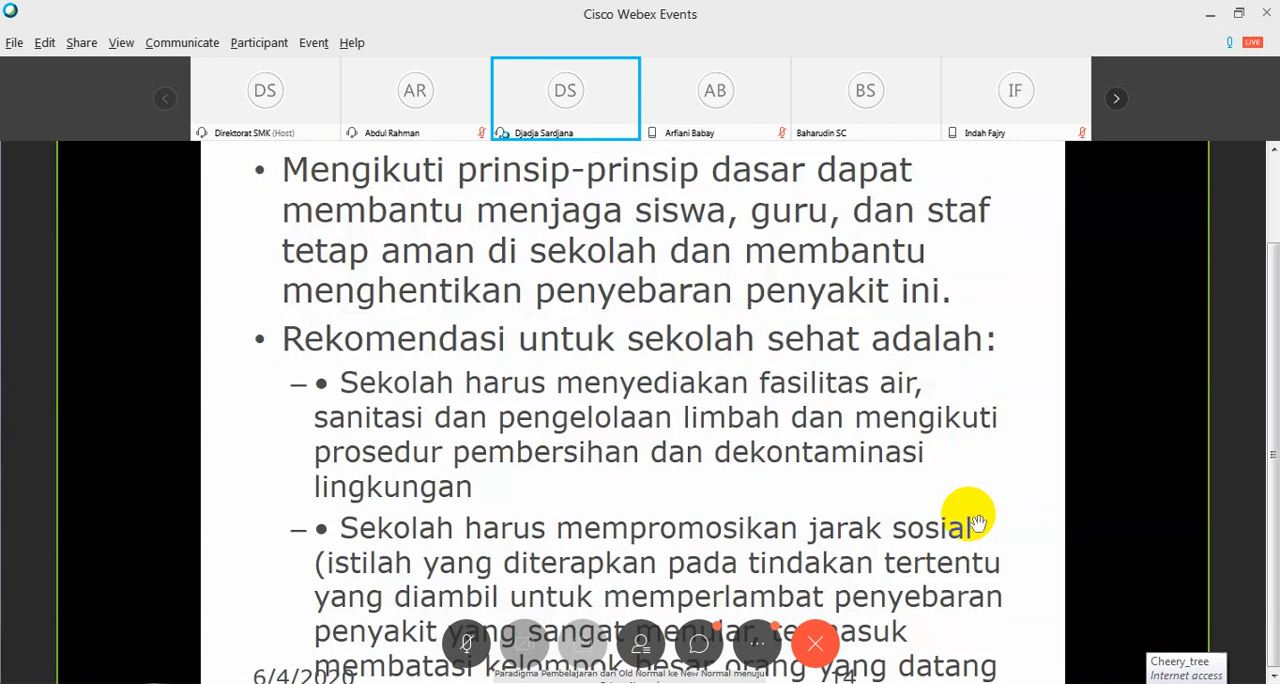 Cisco Webex Events
File Edit Share View Communicate Participant Event Help
LIVE
DS AR DS AB BS IF
Direktorat SMK (Host) Abdul Rahman Djadja Sardjana Arfiani Babay Baharudin SC Indah Fajry
• Mengikuti prinsip-prinsip dasar dapat
membantu menjaga siswa, guru, dan staf
tetap aman di sekolah dan membantu
menghentikan penyebaran penyakit ini.
• Rekomendasi untuk sekolah sehat adalah:
– • Sekolah harus menyediakan fasilitas air,
sanitasi dan pengelolaan limbah dan mengikuti
prosedur pembersihan dan dekontaminasi
lingkungan
– • Sekolah harus mempromosikan jarak sosial
(istilah yang diterapkan pada tindakan tertentu
yang diambil untuk memperlambat penyebaran
penyakit yang sangat menular, termasuk
membatasi kelompok besar orang yang datang
6/4/2020 Paradigma Pembelajaran dari Old Normal ke New Normal menuju 14
Cheery_tree
Internet access